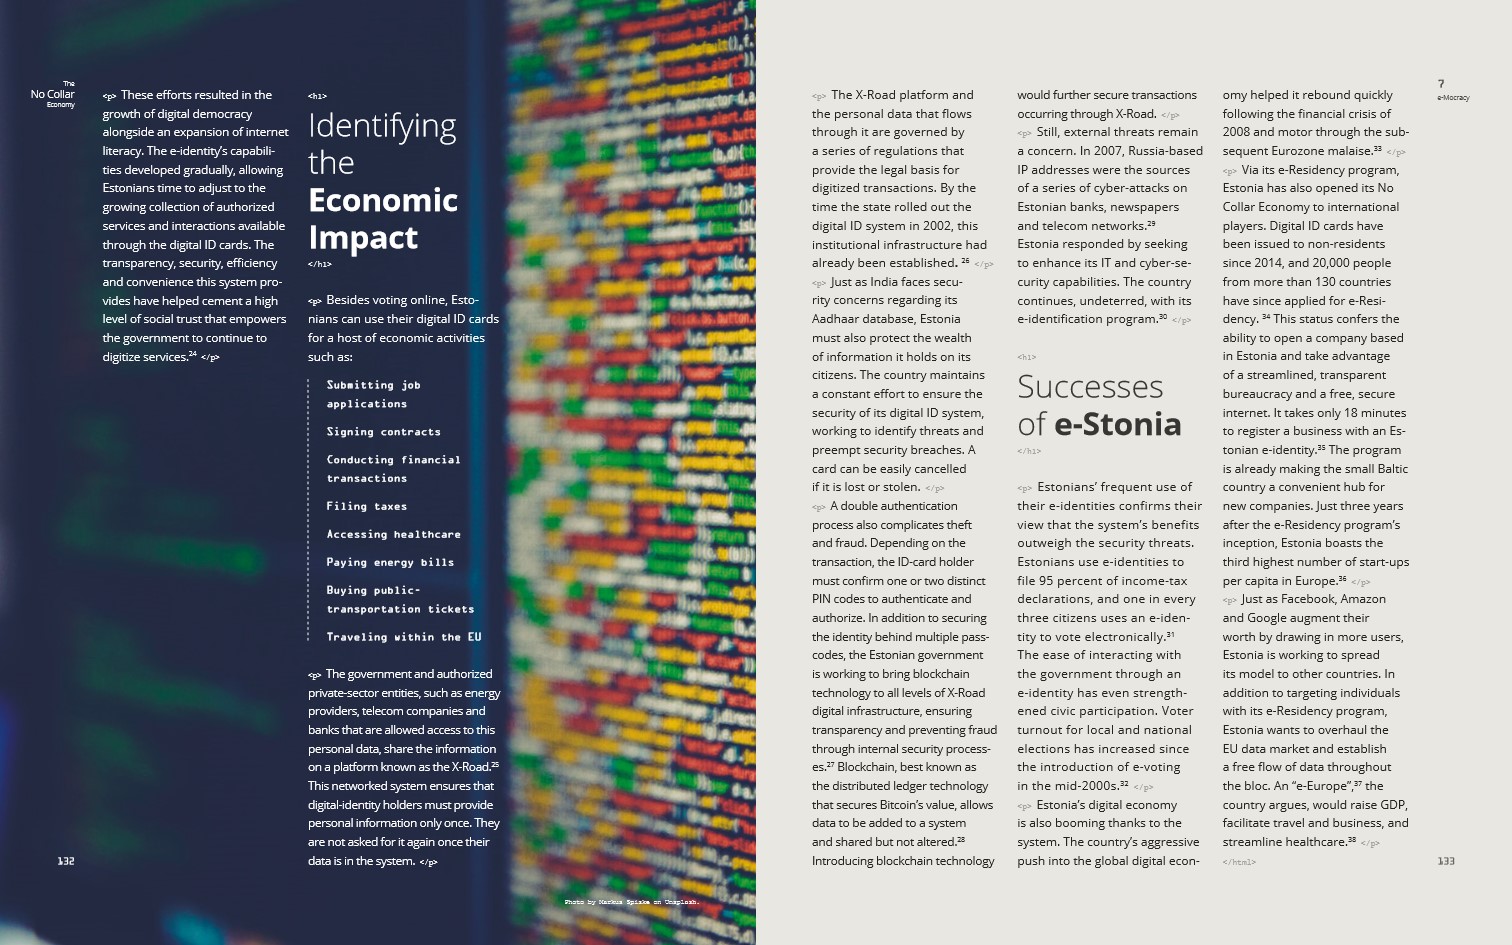 The
No Collar
Economy
<p> These efforts resulted in the
growth of digital democracy
alongside an expansion of internet
literacy. The e-identity’s capabili-
ties developed gradually, allowing
Estonians time to adjust to the
growing collection of authorized
services and interactions available
through the digital ID cards. The
transparency, security, efficiency
and convenience this system pro-
vides have helped cement a high
level of social trust that empowers
the government to continue to
digitize services.²⁴ </p>
<h1>
Identifying
the
Economic
Impact
</h1>
<p> Besides voting online, Esto-
nians can use their digital ID cards
for a host of economic activities
such as:
Submitting job
applications
Signing contracts
Conducting financial
transactions
Filing taxes
Accessing healthcare
Paying energy bills
Buying public-
transportation tickets
Traveling within the EU
<p> The government and authorized
private-sector entities, such as energy
providers, telecom companies and
banks that are allowed access to this
personal data, share the information
on a platform known as the X-Road.²⁵
This networked system ensures that
digital-identity holders must provide
personal information only once. They
are not asked for it again once their
data is in the system. </p>
132
Photo by Markus Spiske on Unsplash.
<p> The X-Road platform and
the personal data that flows
through it are governed by
a series of regulations that
provide the legal basis for
digitized transactions. By the
time the state rolled out the
digital ID system in 2002, this
institutional infrastructure had
already been established. ²⁶ </p>
<p> Just as India faces secu-
rity concerns regarding its
Aadhaar database, Estonia
must also protect the wealth
of information it holds on its
citizens. The country maintains
a constant effort to ensure the
security of its digital ID system,
working to identify threats and
preempt security breaches. A
card can be easily cancelled
if it is lost or stolen. </p>
<p> A double authentication
process also complicates theft
and fraud. Depending on the
transaction, the ID-card holder
must confirm one or two distinct
PIN codes to authenticate and
authorize. In addition to securing
the identity behind multiple pass-
codes, the Estonian government
is working to bring blockchain
technology to all levels of X-Road
digital infrastructure, ensuring
transparency and preventing fraud
through internal security process-
es.²⁷ Blockchain, best known as
the distributed ledger technology
that secures Bitcoin’s value, allows
data to be added to a system
and shared but not altered.²⁸
Introducing blockchain technology
would further secure transactions
occurring through X-Road. </p>
<p> Still, external threats remain
a concern. In 2007, Russia-based
IP addresses were the sources
of a series of cyber-attacks on
Estonian banks, newspapers
and telecom networks.²⁹
Estonia responded by seeking
to enhance its IT and cyber-se-
curity capabilities. The country
continues, undeterred, with its
e-identification program.³⁰ </p>
<h1>
Successes
of e-Stonia
</h1>
<p> Estonians’ frequent use of
their e-identities confirms their
view that the system’s benefits
outweigh the security threats.
Estonians use e-identities to
file 95 percent of income-tax
declarations, and one in every
three citizens uses an e-iden-
tity to vote electronically.³¹
The ease of interacting with
the government through an
e-identity has even strength-
ened civic participation. Voter
turnout for local and national
elections has increased since
the introduction of e-voting
in the mid-2000s.³² </p>
<p> Estonia’s digital economy
is also booming thanks to the
system. The country’s aggressive
push into the global digital econ-
omy helped it rebound quickly
following the financial crisis of
2008 and motor through the sub-
sequent Eurozone malaise.³³ </p>
<p> Via its e-Residency program,
Estonia has also opened its No
Collar Economy to international
players. Digital ID cards have
been issued to non-residents
since 2014, and 20,000 people
from more than 130 countries
have since applied for e-Resi-
dency. ³⁴ This status confers the
ability to open a company based
in Estonia and take advantage
of a streamlined, transparent
bureaucracy and a free, secure
internet. It takes only 18 minutes
to register a business with an Es-
tonian e-identity.³⁵ The program
is already making the small Baltic
country a convenient hub for
new companies. Just three years
after the e-Residency program’s
inception, Estonia boasts the
third highest number of start-ups
per capita in Europe.³⁶ </p>
<p> Just as Facebook, Amazon
and Google augment their
worth by drawing in more users,
Estonia is working to spread
its model to other countries. In
addition to targeting individuals
with its e-Residency program,
Estonia wants to overhaul the
EU data market and establish
a free flow of data throughout
the bloc. An “e-Europe”,³⁷ the
country argues, would raise GDP,
facilitate travel and business, and
streamline healthcare.³⁸ </p>
</html>
7
e-Mocracy
133